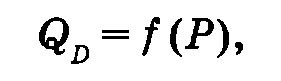 Q_D = f (P),